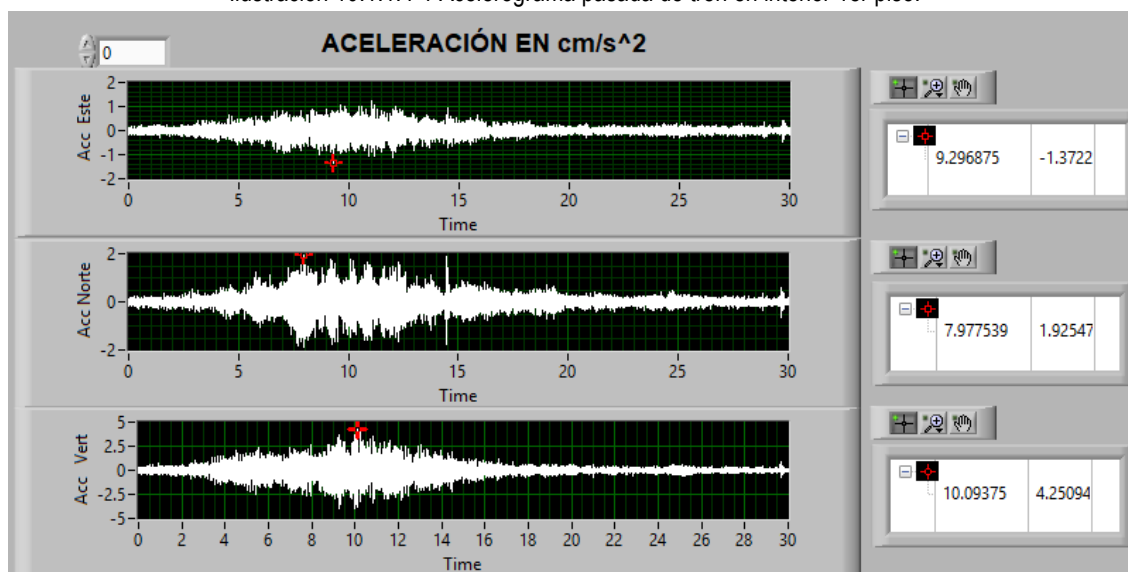 0
ACELERACIÓN EN cm/s^2
Acc Este
2
1
0
-1
-2
0 5 10 15 20 25 30
Time
9.296875 -1.3722
Acc Norte
2
0
-2
0 5 10 15 20 25 30
Time
7.977539 1.92547
Acc Vert
5
2.5
0
-2.5
-5
0 2 4 6 8 10 12 14 16 18 20 22 24 26 28 30
Time
10.09375 4.25094